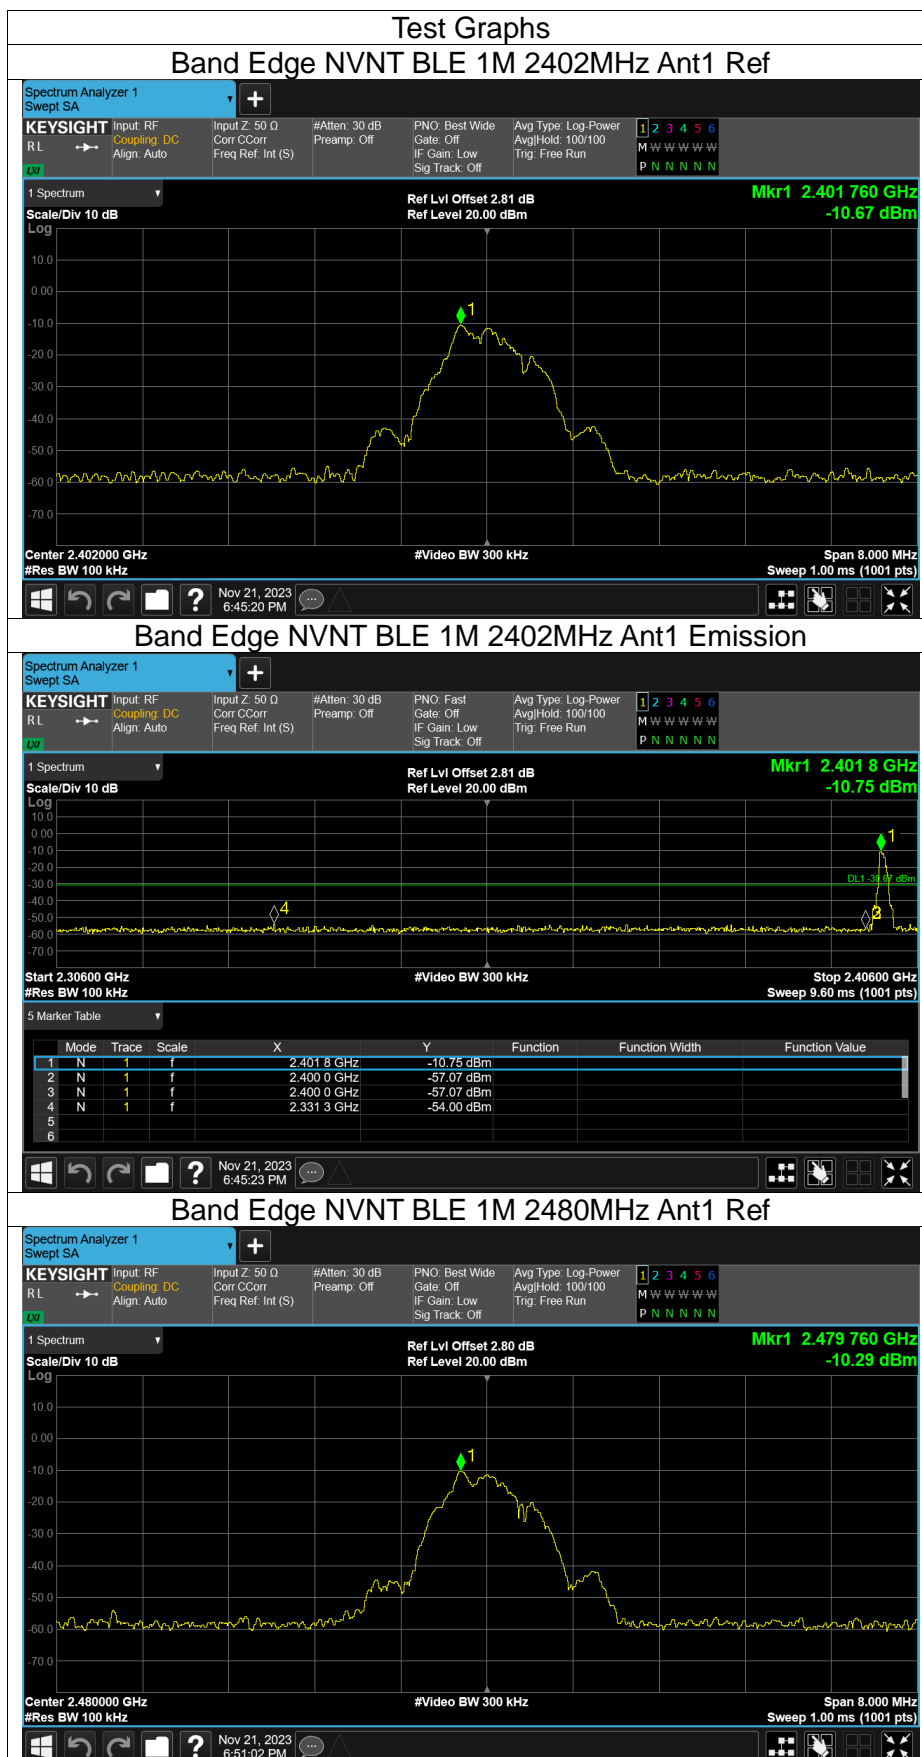 Test Graphs
Band Edge NVNT BLE 1M 2402MHz Ant1 Ref
Spectrum Analyzer 1
Swept SA
KEYSIGHT Input: RF Input Z: 50 Ω #Atten: 30 dB PNO: Best Wide Avg Type: Log-Power 1 2 3 4 5 6
R L Coupling: DC Corr CCorr Preamp: Off Gate: Off Avg|Hold: 100/100 M W W W W W
Align: Auto Freq Ref: Int (S) IF Gain: Low Trig: Free Run
LXI Sig Track: Off P N N N N N
1 Spectrum Ref Lvl Offset 2.81 dB Mkr1 2.401 760 GHz
Scale/Div 10 dB Ref Level 20.00 dBm -10.67 dBm
Log
10.0
0.00
1
-10.0
-20.0
-30.0
-40.0
-50.0
-60.0
-70.0
Center 2.402000 GHz #Video BW 300 kHz Span 8.000 MHz
#Res BW 100 kHz Sweep 1.00 ms (1001 pts)
? Nov 21, 2023
6:45:20 PM
Band Edge NVNT BLE 1M 2402MHz Ant1 Emission
Spectrum Analyzer 1
Swept SA
KEYSIGHT Input: RF Input Z: 50 Ω #Atten: 30 dB PNO: Fast Avg Type: Log-Power 1 2 3 4 5 6
R L Coupling: DC Corr CCorr Preamp: Off Gate: Off Avg|Hold: 100/100 M W W W W W
Align: Auto Freq Ref: Int (S) IF Gain: Low Trig: Free Run
LXI Sig Track: Off P N N N N N
1 Spectrum Ref Lvl Offset 2.81 dB Mkr1 2.401 8 GHz
Scale/Div 10 dB Ref Level 20.00 dBm -10.75 dBm
Log
10.0
0.00 1
-10.0
-20.0
-30.0 DL1 -30.67 dBm
-40.0
4
-50.0
-60.0
-70.0
Start 2.30600 GHz #Video BW 300 kHz Stop 2.40600 GHz
#Res BW 100 kHz Sweep 9.60 ms (1001 pts)
5 Marker Table
Mode Trace Scale X Y Function Function Width Function Value
1 N 1 f 2.401 8 GHz -10.75 dBm
2 N 1 f 2.400 0 GHz -57.07 dBm
3 N 1 f 2.400 0 GHz -57.07 dBm
4 N 1 f 2.331 3 GHz -54.00 dBm
5
6
? Nov 21, 2023
6:45:23 PM
Band Edge NVNT BLE 1M 2480MHz Ant1 Ref
Spectrum Analyzer 1
Swept SA
KEYSIGHT Input: RF Input Z: 50 Ω #Atten: 30 dB PNO: Best Wide Avg Type: Log-Power 1 2 3 4 5 6
R L Coupling: DC Corr CCorr Preamp: Off Gate: Off Avg|Hold: 100/100 M W W W W W
Align: Auto Freq Ref: Int (S) IF Gain: Low Trig: Free Run
LXI Sig Track: Off P N N N N N
1 Spectrum Ref Lvl Offset 2.80 dB Mkr1 2.479 760 GHz
Scale/Div 10 dB Ref Level 20.00 dBm -10.29 dBm
Log
10.0
0.00
1
-10.0
-20.0
-30.0
-40.0
-50.0
-60.0
-70.0
Center 2.480000 GHz #Video BW 300 kHz Span 8.000 MHz
#Res BW 100 kHz Sweep 1.00 ms (1001 pts)
? Nov 21, 2023
6:51:02 PM